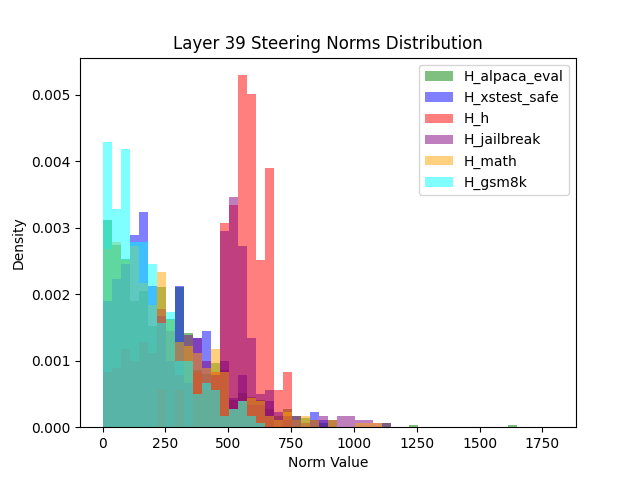 Layer 39 Steering Norms Distribution
H_alpaca_eval
H_xstest_safe
H_h
H_jailbreak
H_math
H_gsm8k
Density
0.005
0.004
0.003
0.002
0.001
0.000
0 250 500 750 1000 1250 1500 1750
Norm Value